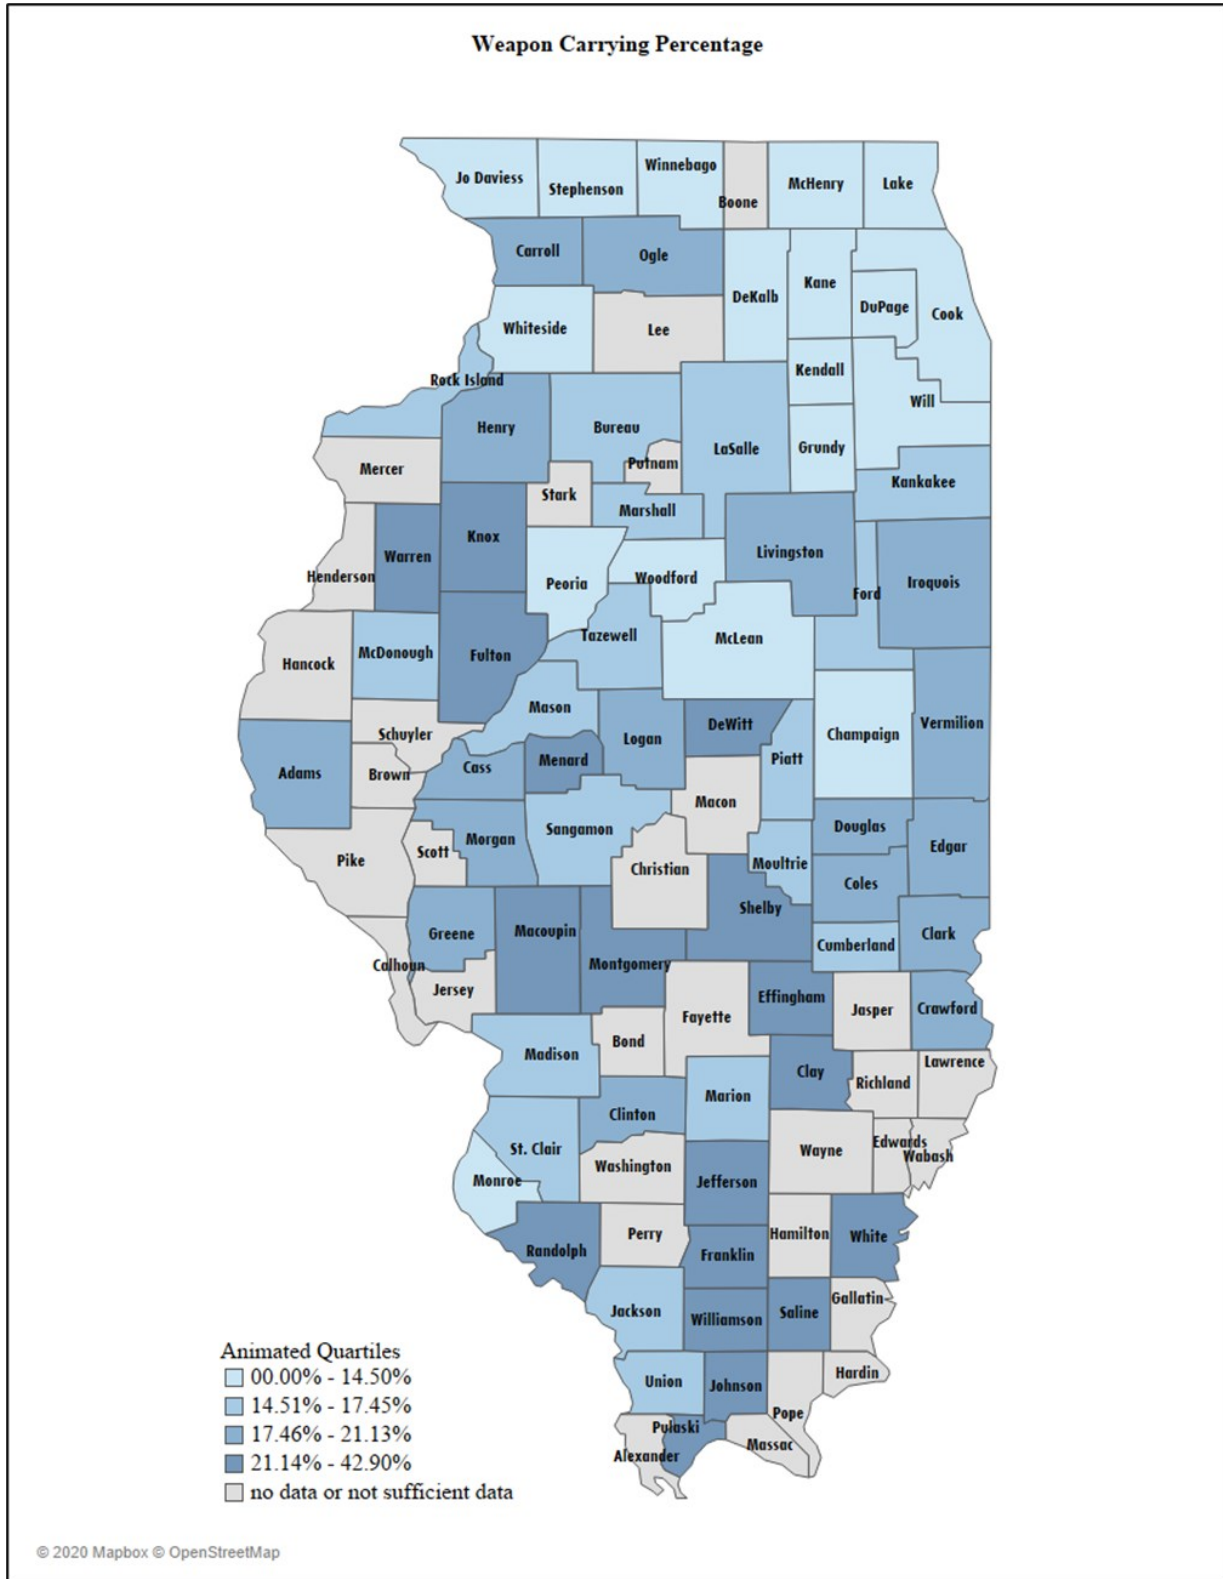 Weapon Carrying Percentage
Jo Daviess
Stephenson
Winnebago
Boone
McHenry
Lake
Carroll
Ogle
DeKalb
Kane
DuPage
Cook
Whiteside
Lee
Kendall
Rock Island
Will
Henry
Bureau
LaSalle
Grundy
Mercer
Putnam
Kankakee
Stark
Marshall
Knox
Warren
Livingston
Henderson
Peoria
Woodford
Ford
Iroquois
McDonough
Tazewell
McLean
Hancock
Fulton
Mason
Schuyler
Logan
DeWitt
Champaign
Vermilion
Adams
Brown
Cass
Menard
Piatt
Macon
Sangamon
Douglas
Pike
Scott
Morgan
Christian
Moultrie
Edgar
Coles
Shelby
Greene
Macoupin
Montgomery
Cumberland
Clark
Calhoun
Jersey
Effingham
Jasper
Crawford
Fayette
Bond
Madison
Clay
Richland
Lawrence
Marion
Clinton
St. Clair
Washington
Wayne
Edwards
Wabash
Monroe
Jefferson
Perry
Hamilton
White
Randolph
Franklin
Jackson
Williamson
Saline
Gallatin
Union
Johnson
Hardin
Pope
Pulaski
Massac
Alexander
Animated Quartiles
00.00% - 14.50%
14.51% - 17.45%
17.46% - 21.13%
21.14% - 42.90%
no data or not sufficient data
© 2020 Mapbox © OpenStreetMap